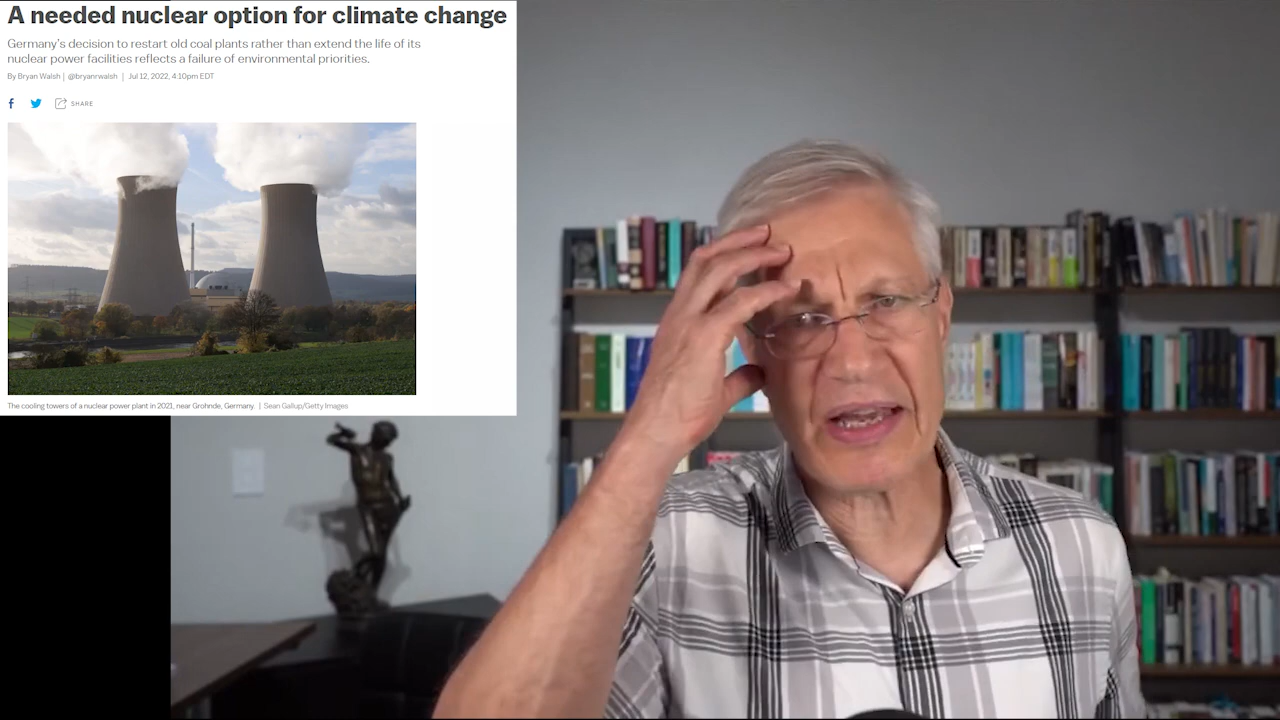 A needed nuclear option for climate change
Germany's decision to restart old coal plants rather than extend the life of its
nuclear power facilities reflects a failure of environmental priorities.
By Bryan Walsh | @bryanrwalsh | Jul 12, 2022, 4:10pm EDT
SHARE
The cooling towers of a nuclear power plant in 2021, near Grohnde, Germany. | Sean Gallup/Getty Images